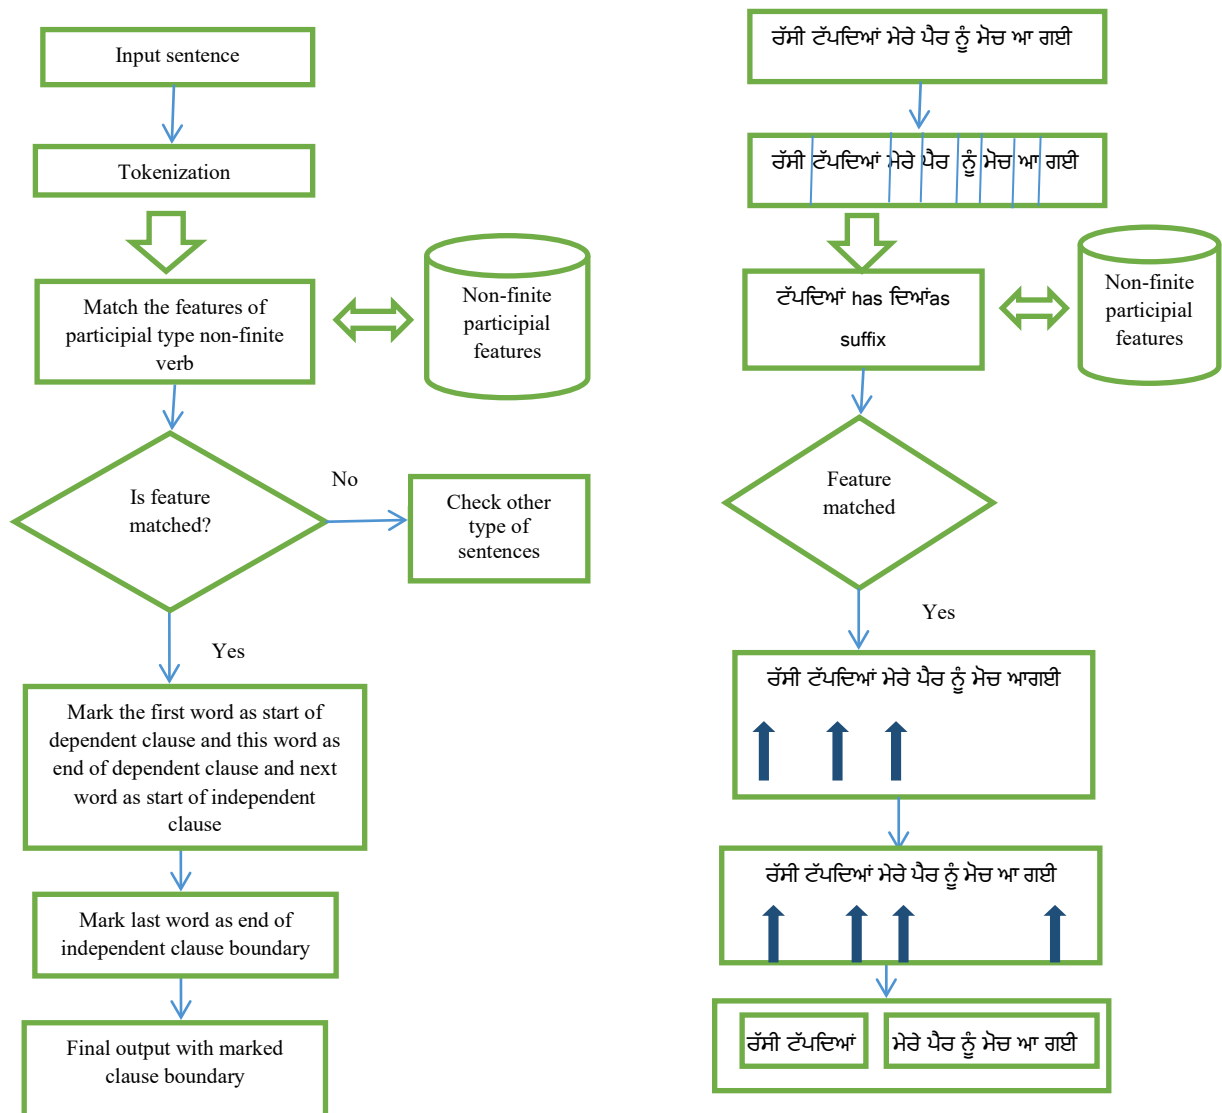 Input sentence
Tokenization
Match the features of
participial type non-finite
verb
Non-finite
participial
features
Is feature
matched?
No
Check other
type of
sentences
Yes
Mark the first word as start of
dependent clause and this word as
end of dependent clause and next
word as start of independent
clause
Mark last word as end of
independent clause boundary
Final output with marked
clause boundary
ਰੱਸੀ ਟੱਪਦਿਆਂ ਮੇਰੇ ਪੈਰ ਨੂੰ ਮੋਚ ਆ ਗਈ
ਰੱਸੀ ਟੱਪਦਿਆਂ ਮੇਰੇ ਪੈਰ ਨੂੰ ਮੋਚ ਆ ਗਈ
ਟੱਪਦਿਆਂ has ਦਿਆਂas
suffix
Non-finite
participial
features
Feature
matched
Yes
ਰੱਸੀ ਟੱਪਦਿਆਂ ਮੇਰੇ ਪੈਰ ਨੂੰ ਮੋਚ ਆਗਈ
ਰੱਸੀ ਟੱਪਦਿਆਂ ਮੇਰੇ ਪੈਰ ਨੂੰ ਮੋਚ ਆ ਗਈ
ਰੱਸੀ ਟੱਪਦਿਆਂ
ਮੇਰੇ ਪੈਰ ਨੂੰ ਮੋਚ ਆ ਗਈ